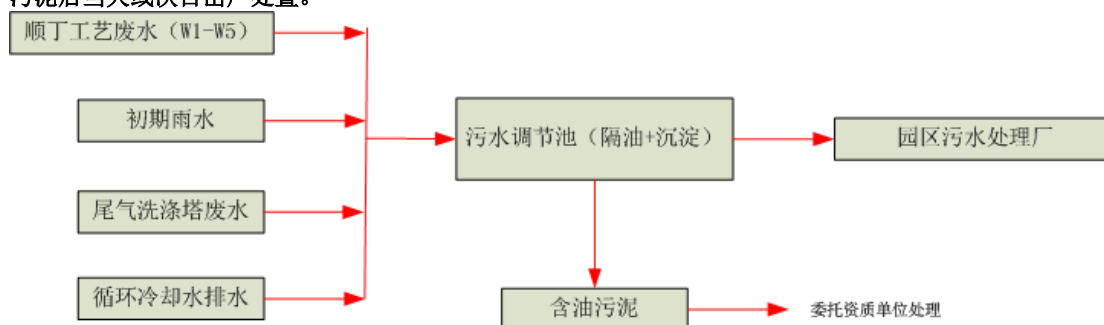 顺丁工艺废水（W1-W5）
初期雨水
尾气洗涤塔废水
循环冷却水排水
污水调节池（隔油+沉淀）
园区污水处理厂
含油污泥
委托资质单位处理